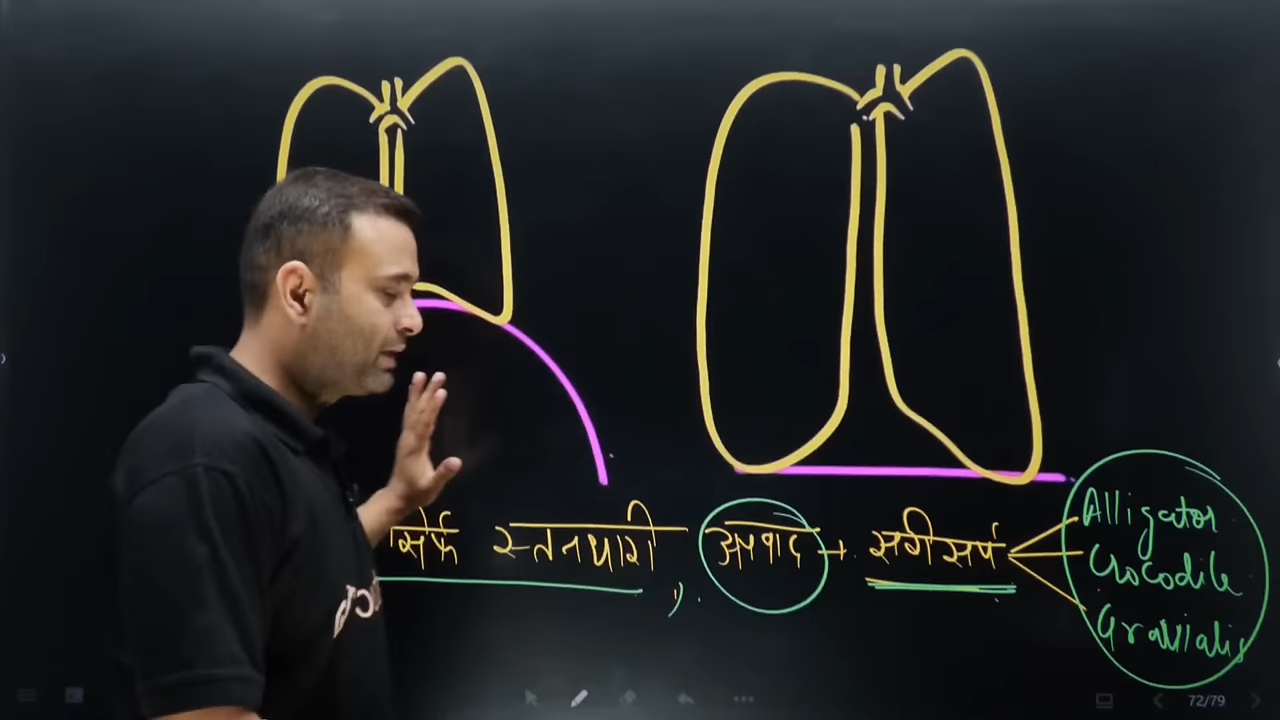 सिर्फ स्तनधारी, अपवाद → सरीसर्प
Alligator
Crocodile
Gravialis
72/79